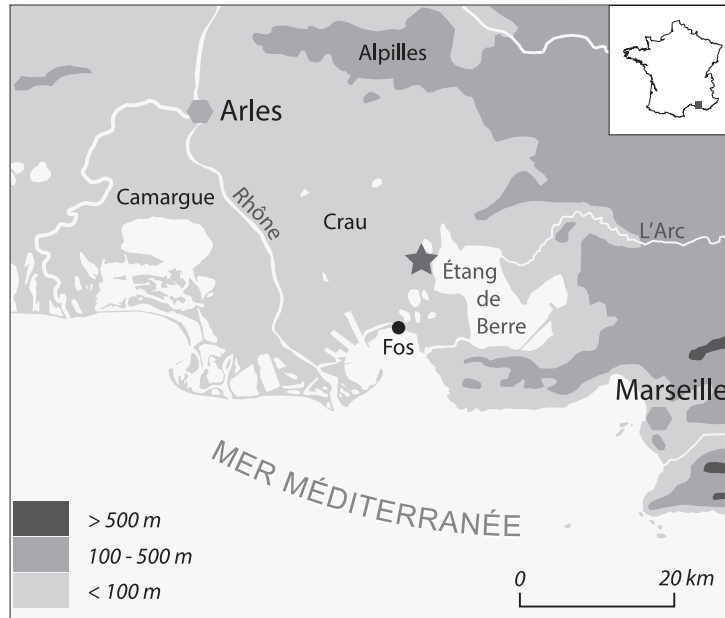 Alpilles
Arles
Camargue
Rhône
Crau
L'Arc
Étang
de
Berre
Fos
Marseille
MER MÉDITERRANÉE
> 500 m
100 - 500 m
< 100 m
0
20 km